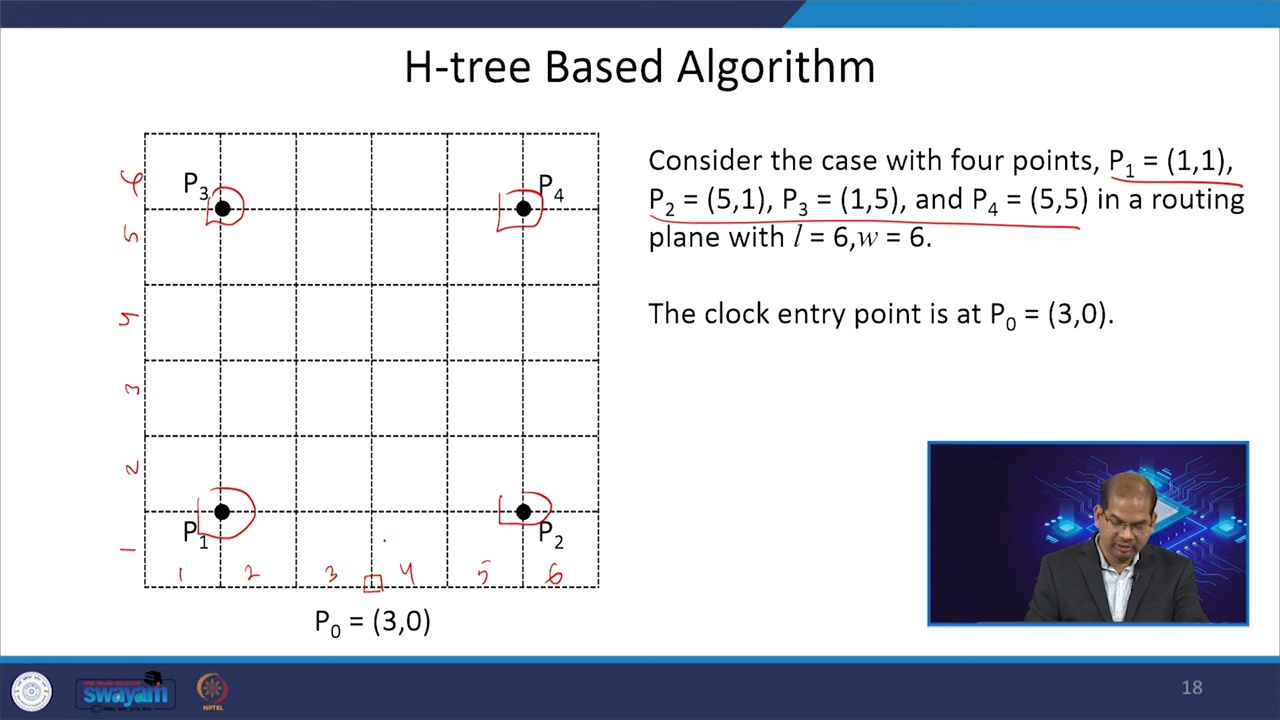 H-tree Based Algorithm
P3
P4
P1
P2
6
5
4
3
2
1
1 2 3 4 5 6
P0 = (3,0)
Consider the case with four points, P1 = (1,1),
P2 = (5,1), P3 = (1,5), and P4 = (5,5) in a routing
plane with l = 6,w = 6.
The clock entry point is at P0 = (3,0).
swayam
NPTEL
18